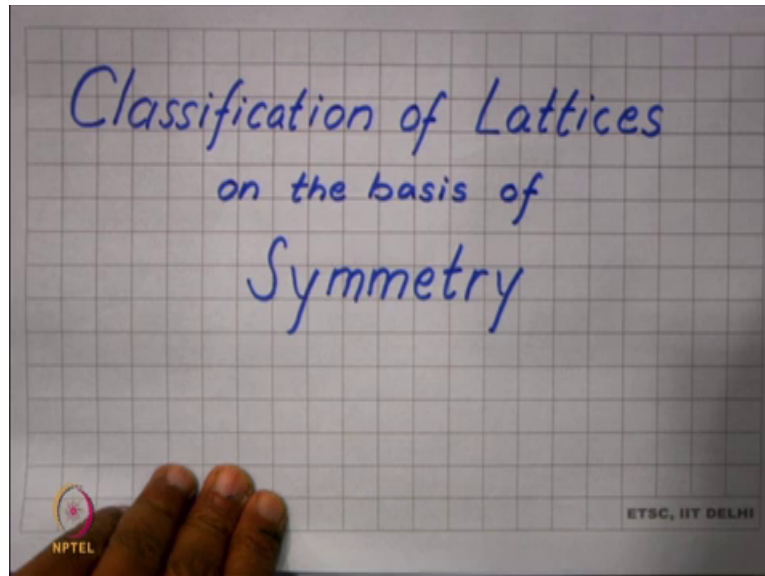 Classification of Lattices
on the basis of
Symmetry
NPTEL
ETSC, IIT DELHI